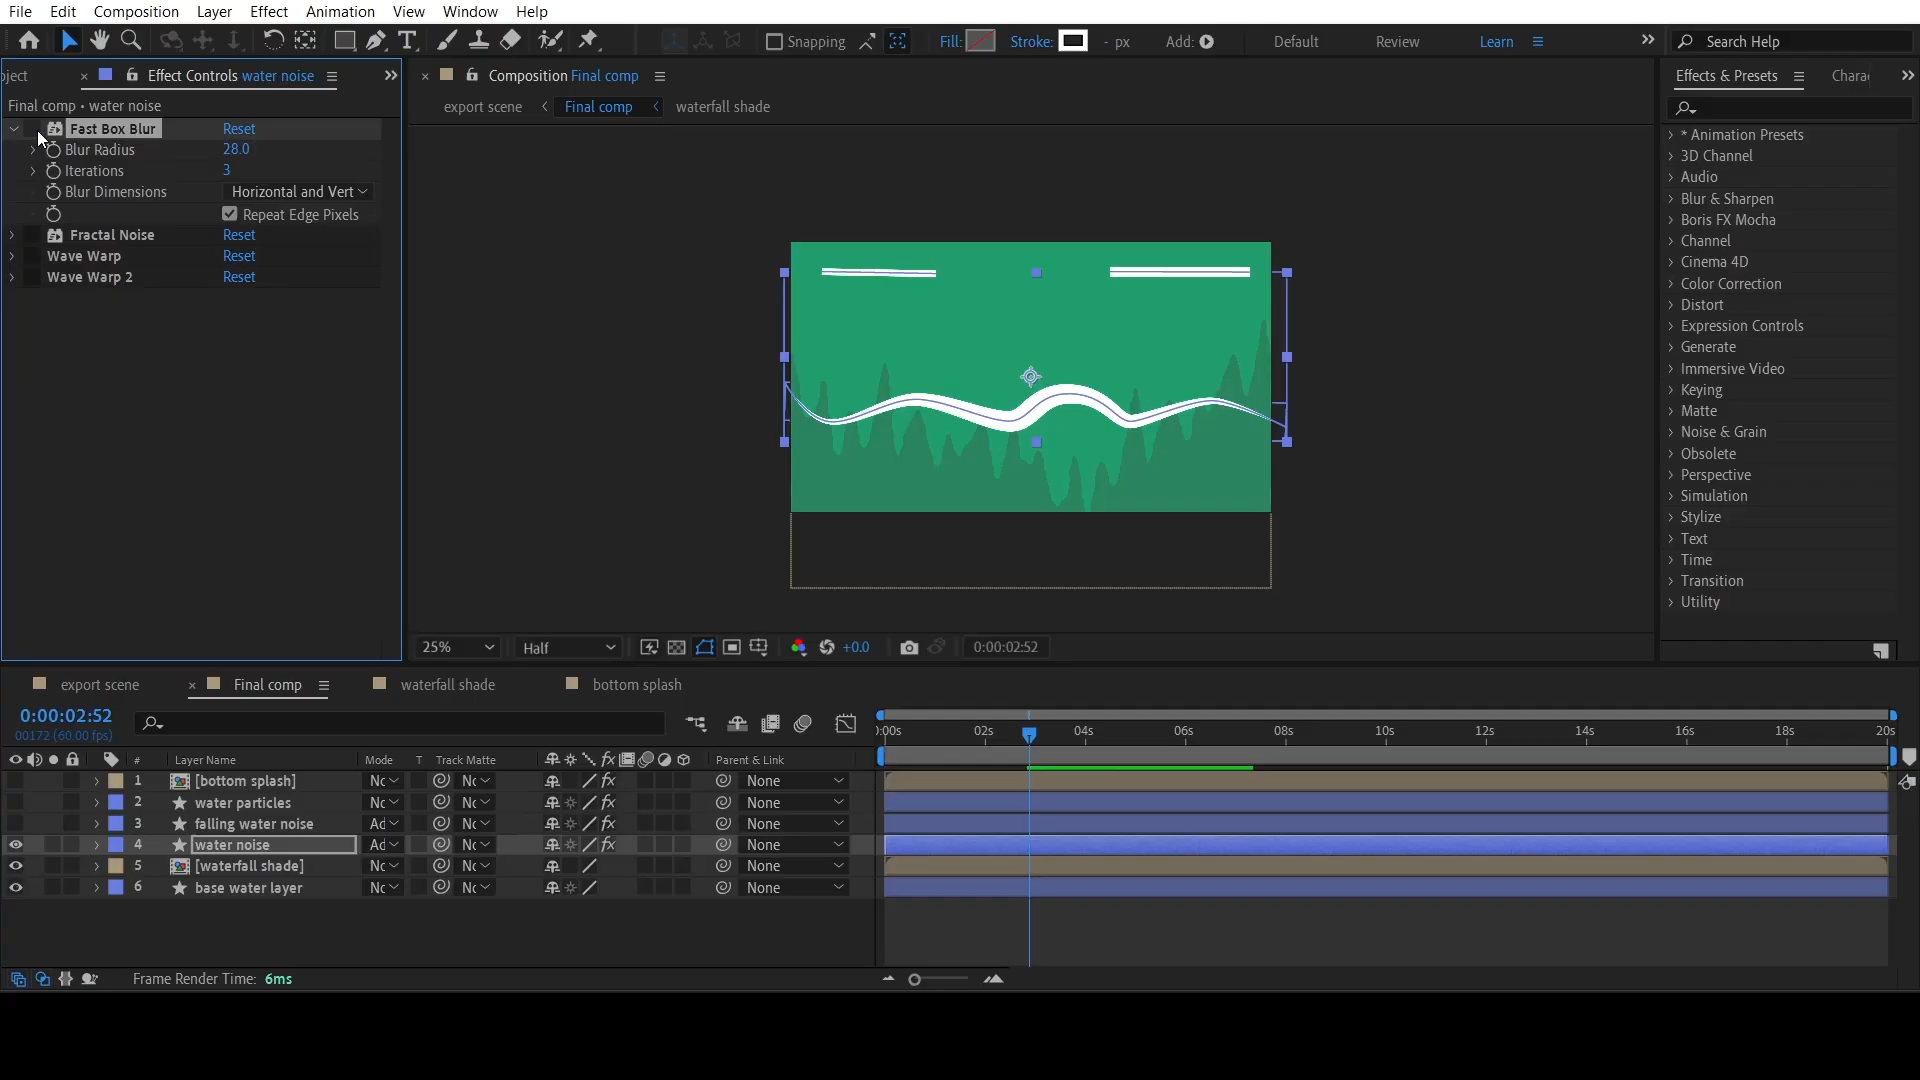 File Edit Composition Layer Effect Animation View Window Help
Snapping Fill: Stroke: - px Add: Default Review Learn Search Help
oject × Effect Controls water noise × Composition Final comp Effects & Presets Chara
Final comp • water noise export scene Final comp waterfall shade
Fast Box Blur Reset
Blur Radius 28.0
Iterations 3
Blur Dimensions Horizontal and Vert
Repeat Edge Pixels
Fractal Noise Reset
Wave Warp Reset
Wave Warp 2 Reset
* Animation Presets
3D Channel
Audio
Blur & Sharpen
Boris FX Mocha
Channel
Cinema 4D
Color Correction
Distort
Expression Controls
Generate
Immersive Video
Keying
Matte
Noise & Grain
Obsolete
Perspective
Simulation
Stylize
Text
Time
Transition
Utility
25% Half +0.0 0:00:02:52
export scene × Final comp waterfall shade bottom splash
0:00:02:52
00172 (60.00 fps)
):00s 02s 04s 06s 08s 10s 12s 14s 16s 18s 20s
# Layer Name Mode T Track Matte fx Parent & Link
1 [bottom splash] Nc Nc fx None
2 water particles Nc Nc fx None
3 falling water noise Ad Nc fx None
4 water noise Ad Nc fx None
5 [waterfall shade] Nc Nc None
6 base water layer Nc Nc None
Frame Render Time: 6ms